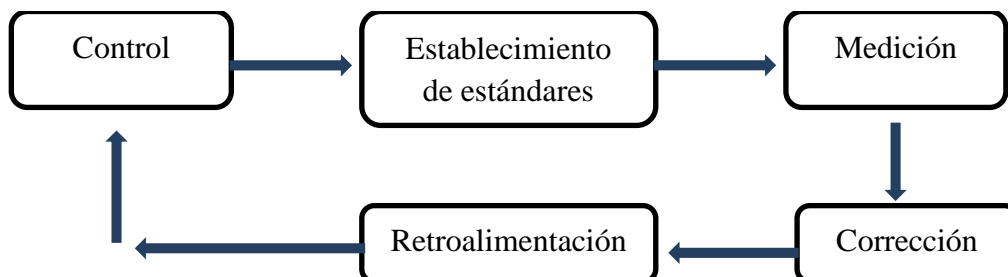 Control
Establecimiento
de estándares
Medición
Retroalimentación
Corrección